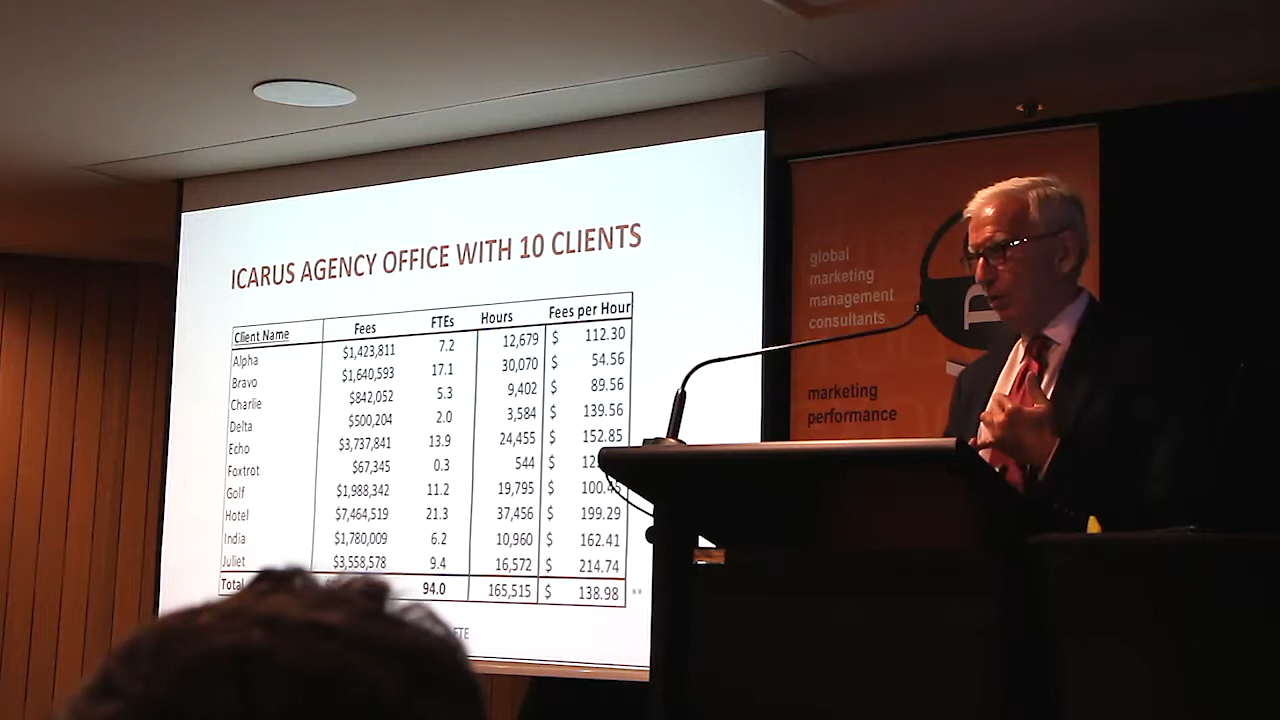 ICARUS AGENCY OFFICE WITH 10 CLIENTS
Client Name Fees FTEs Hours Fees per Hour
Alpha $1,423,811 7.2 12,679 $ 112.30
Bravo $1,640,593 17.1 30,070 $ 54.56
Charlie $842,052 5.3 9,402 $ 89.56
Delta $500,204 2.0 3,584 $ 139.56
Echo $3,737,841 13.9 24,455 $ 152.85
Foxtrot $67,345 0.3 544 $
Golf $1,988,342 11.2 19,795 $ 100.45
Hotel $7,464,519 21.3 37,456 $ 199.29
India $1,780,009 6.2 10,960 $ 162.41
Juliet $3,558,578 9.4 16,572 $ 214.74
Total 94.0 165,515 $ 138.98 **
global
marketing
management
consultants
marketing
performance